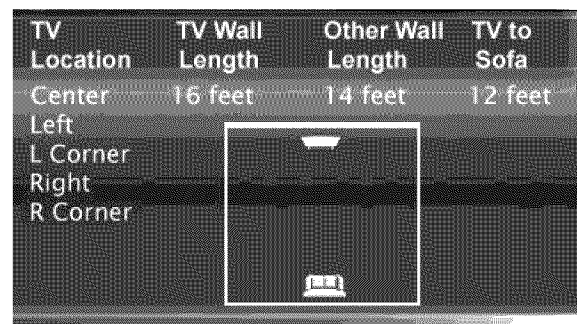 TV Location TV Wall Length Other Wall Length TV to Sofa
Center 16 feet 14 feet 12 feet
Left
L Corner
Right
R Corner